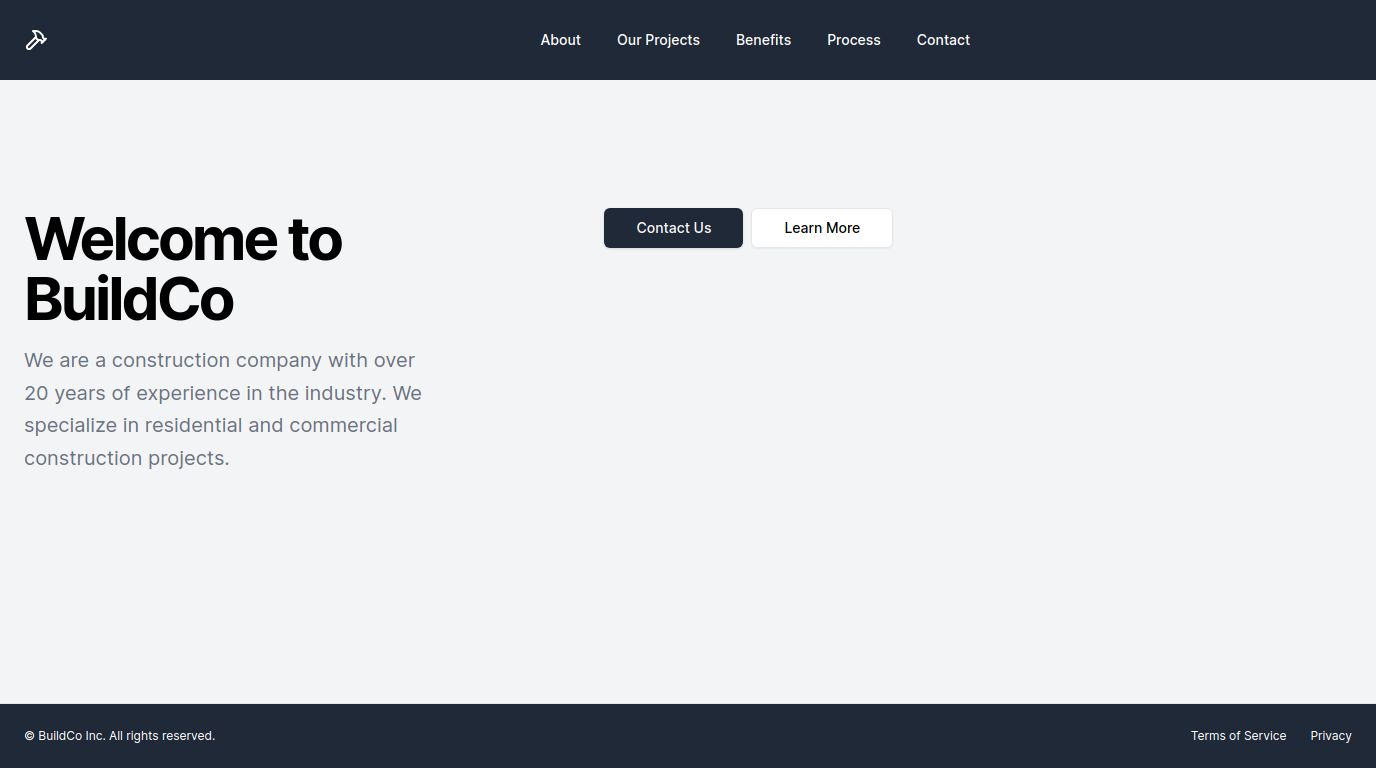 About Our Projects Benefits Process Contact
Welcome to
BuildCo
We are a construction company with over
20 years of experience in the industry. We
specialize in residential and commercial
construction projects.
Contact Us Learn More
© BuildCo Inc. All rights reserved. Terms of Service Privacy